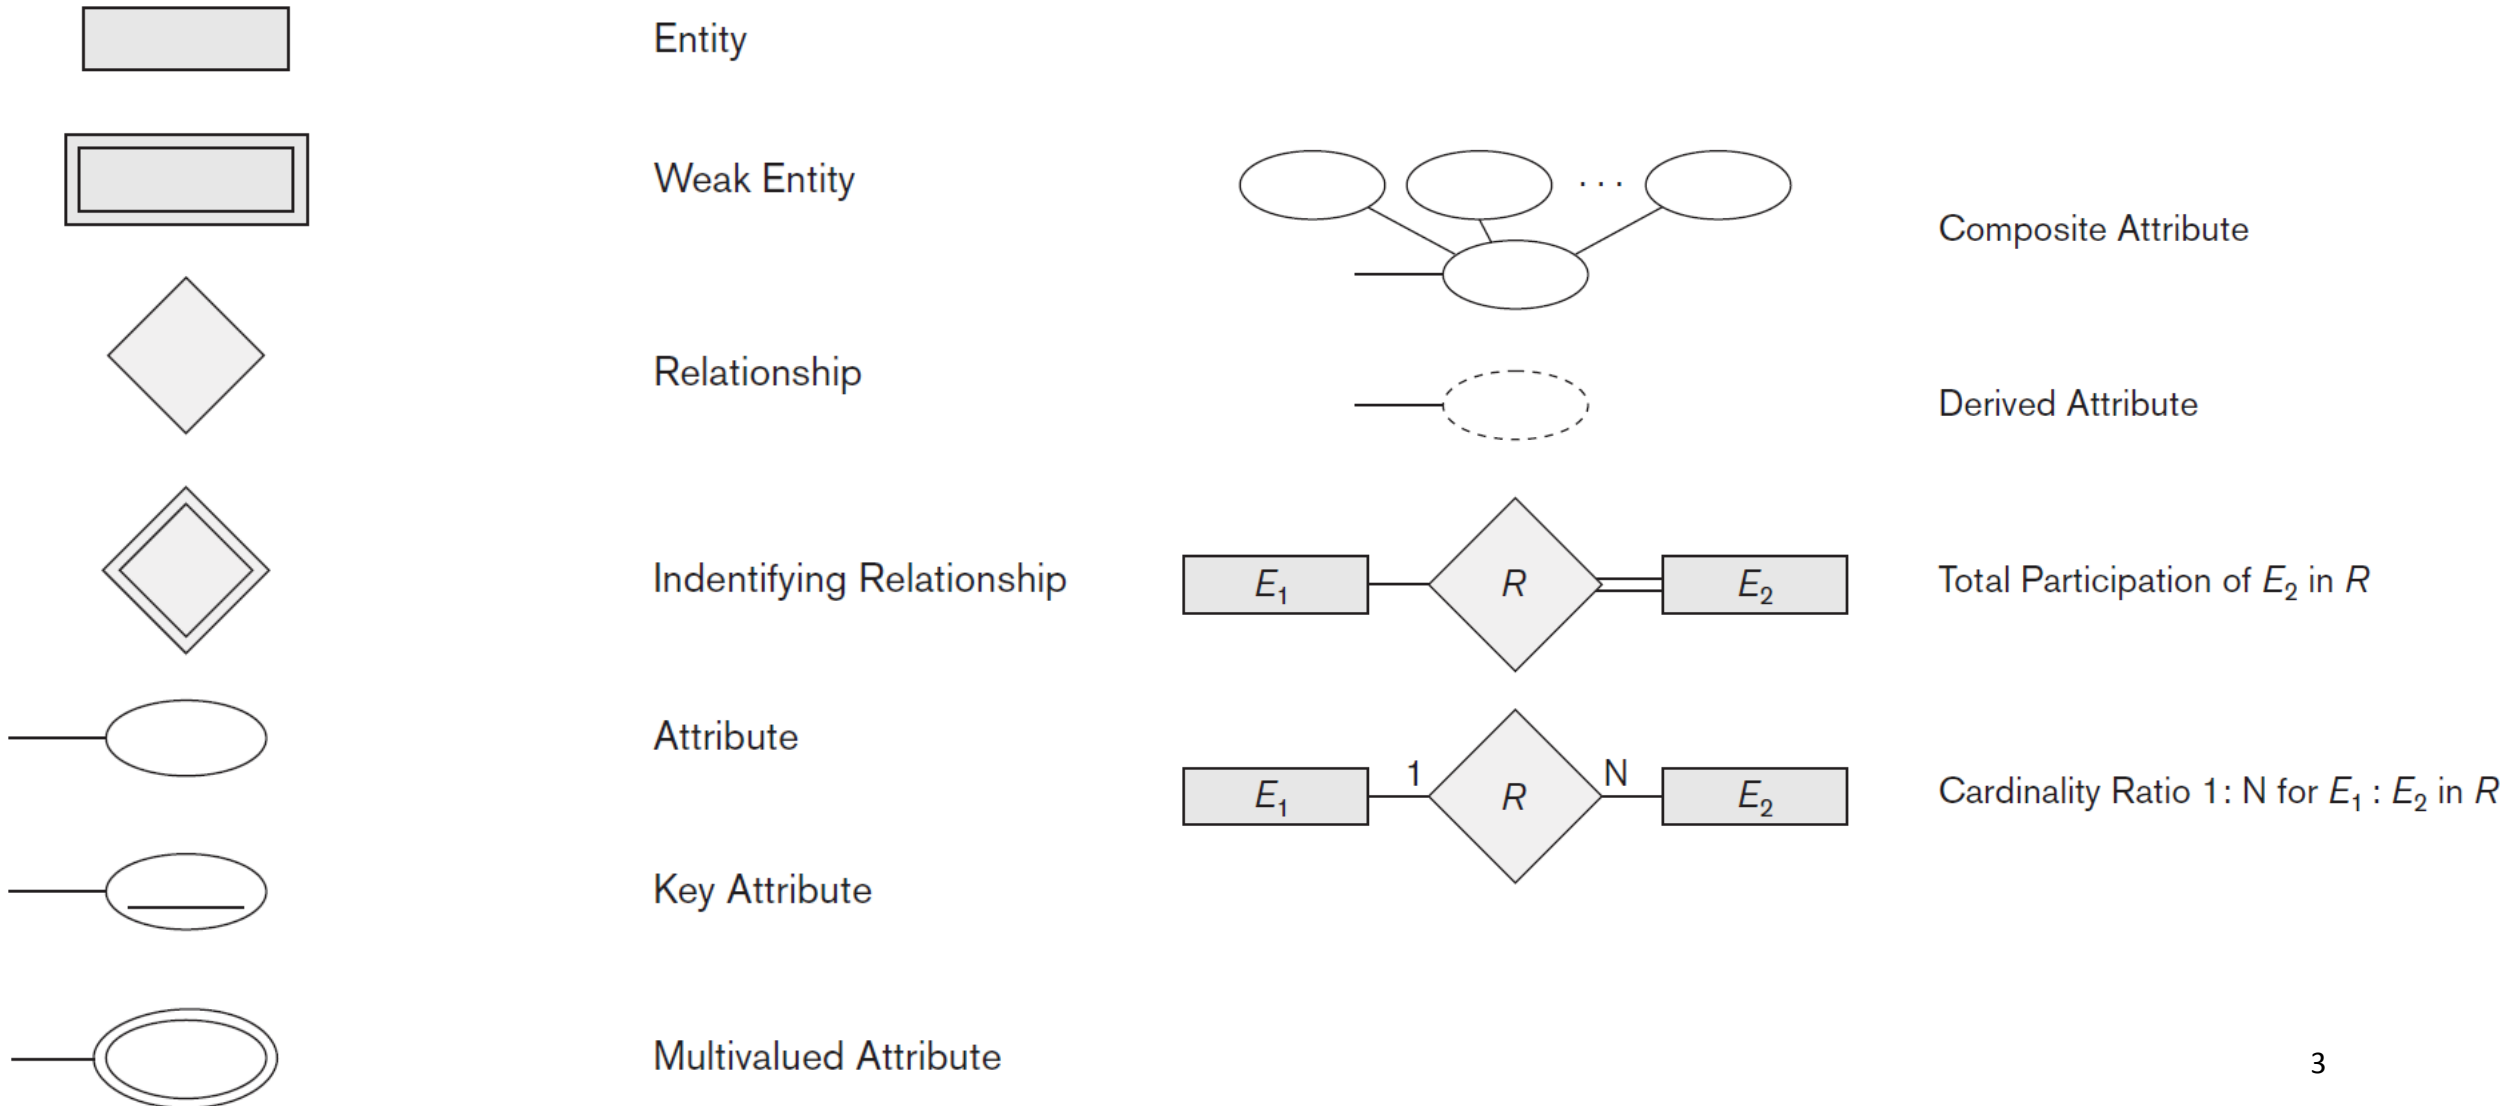 Entity
Weak Entity
Relationship
Indentifying Relationship
Attribute
Key Attribute
Multivalued Attribute
Composite Attribute
Derived Attribute
E₁ R E₂ Total Participation of E₂ in R
E₁ 1 R N E₂ Cardinality Ratio 1: N for E₁ : E₂ in R
. . .
3